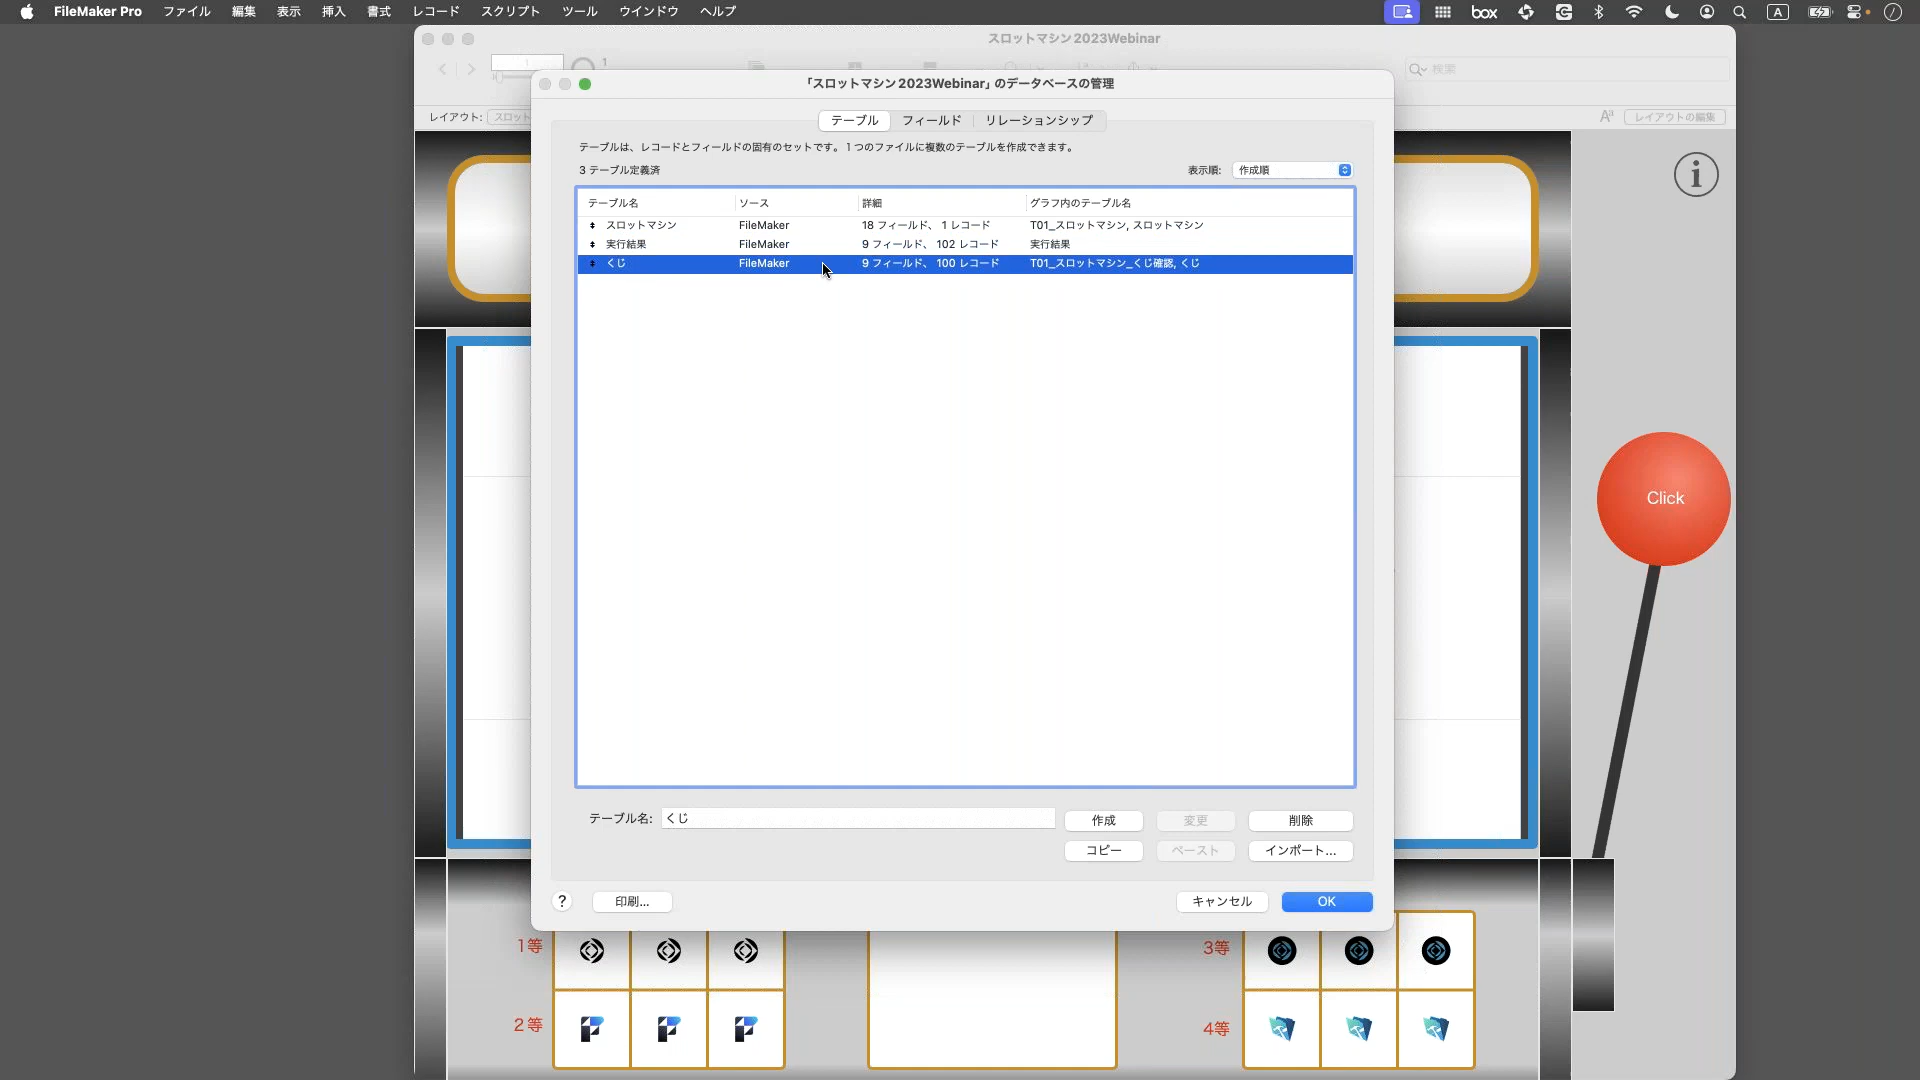 FileMaker Pro ファイル 編集 表示 挿入 書式 レコード スクリプト ツール ウインドウ ヘルプ box A
スロットマシン2023Webinar
1 1
検索
「スロットマシン2023Webinar」のデータベースの管理
レイアウト: スロット
レイアウトの編集
テーブル フィールド リレーションシップ
テーブルは、レコードとフィールドの固有のセットです。1つのファイルに複数のテーブルを作成できます。
3 テーブル定義済
表示順: 作成順
テーブル名 ソース 詳細 グラフ内のテーブル名
スロットマシン FileMaker 18 フィールド、 1 レコード T01_スロットマシン, スロットマシン
実行結果 FileMaker 9 フィールド、 102 レコード 実行結果
くじ FileMaker 9 フィールド、 100 レコード T01_スロットマシン_くじ確認, くじ
Click
テーブル名: くじ
作成 変更 削除
コピー ペースト インポート...
? 印刷... キャンセル OK
1等 3等
2等 4等